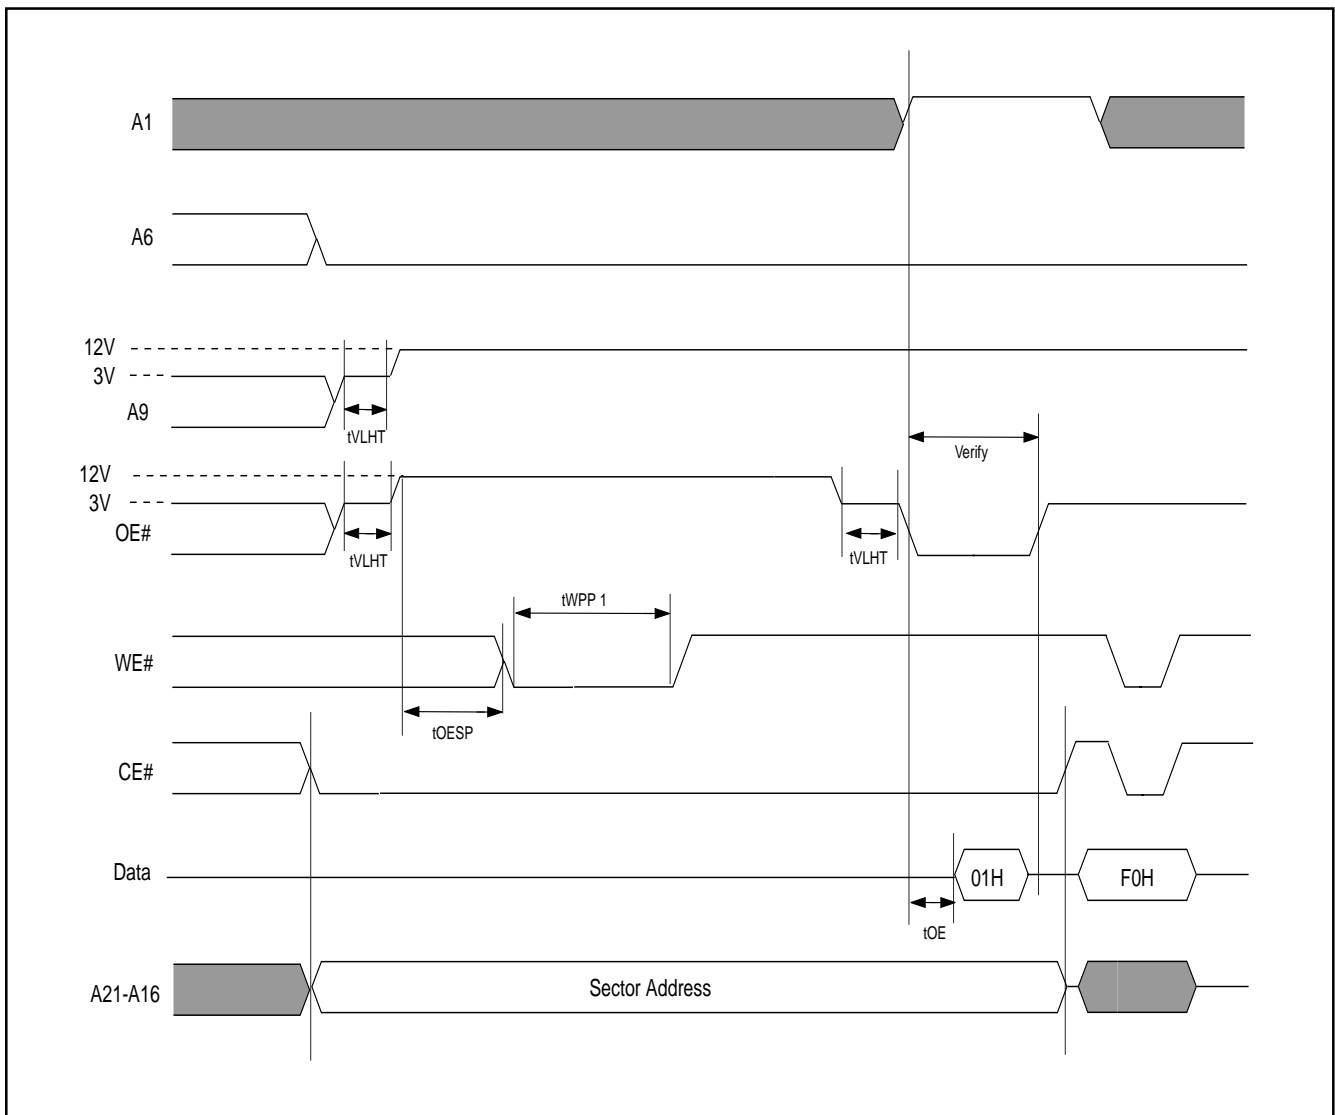 A1
A6
12V
3V
A9
tVLHT
Verify
12V
3V
OE#
tVLHT
tVLHT
tWPP 1
WE#
tOESP
CE#
Data
01H
F0H
tOE
A21-A16
Sector Address